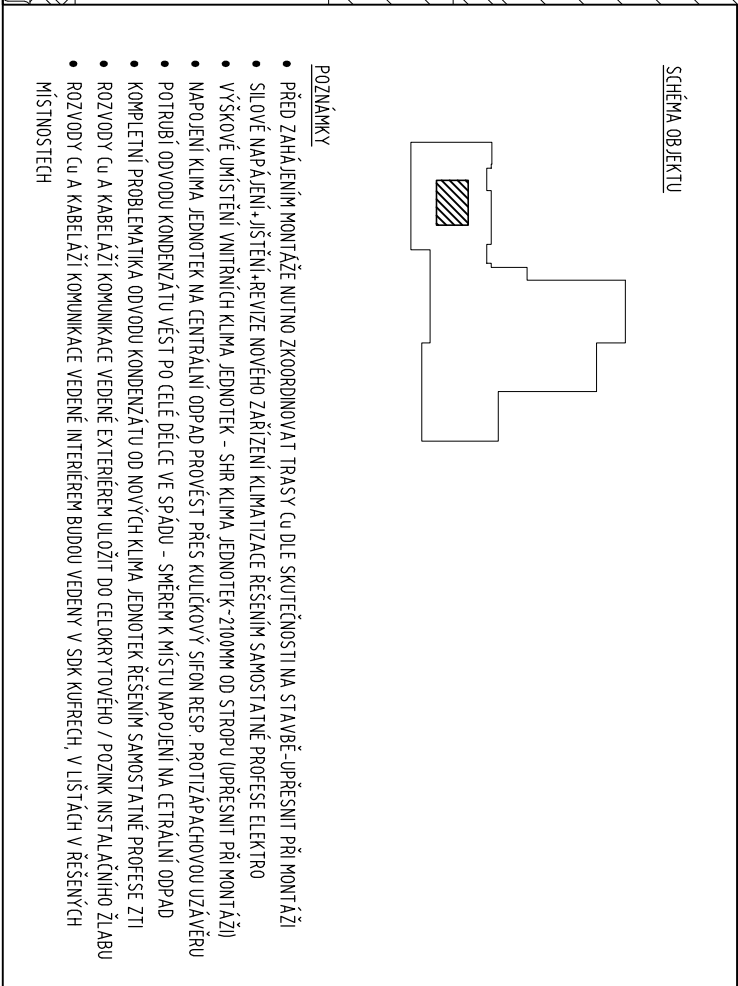 SCHÉMA OBJEKTU
POZNÁMKY
• PŘED ZAHÁJENÍM MONTÁŽE NUTNO ZKOORDINOVAT TRASY Cu DLE SKUTEČNOSTI NA STAVBĚ-UPŘESNIT PŘI MONTÁŽI
• SILOVÉ NAPÁJENÍ+JIŠTĚNÍ+REVIZE NOVÉHO ZAŘÍZENÍ KLIMATIZACE ŘEŠENÍM SAMOSTATNÉ PROFESE ELEKTRO
• VÝŠKOVÉ UMÍSTĚNÍ VNITŘNÍCH KLIMA JEDNOTEK - SHR KLIMA JEDNOTEK~2100MM OD STROPU (UPŘESNIT PŘI MONTÁŽI)
• NAPOJENÍ KLIMA JEDNOTEK NA CENTRÁLNÍ ODPAD PROVÉST PŘES KULIČKOVÝ SIFON RESP. PROTIZÁPACHOVOU UZÁVĚRU
• POTRUBÍ ODVODU KONDENZÁTU VÉST PO CELÉ DÉLCE VE SPÁDU - SMĚREM K MÍSTU NAPOJENÍ NA CETRÁLNÍ ODPAD
• KOMPLETNÍ PROBLEMATIKA ODVODU KONDENZÁTU OD NOVÝCH KLIMA JEDNOTEK ŘEŠENÍM SAMOSTATNÉ PROFESE ZTI
• ROZVODY Cu A KABELÁŽÍ KOMUNIKACE VEDENÉ EXTERIÉREM ULOŽIT DO CELOKRYTOVÉHO / POZINK INSTALAČNÍHO ŽLABU
• ROZVODY Cu A KABELÁŽÍ KOMUNIKACE VEDENÉ INTERIÉREM BUDOU VEDENY V SDK KUFRECH, V LIŠTÁCH V ŘEŠENÝCH
MÍSTNOSTECH